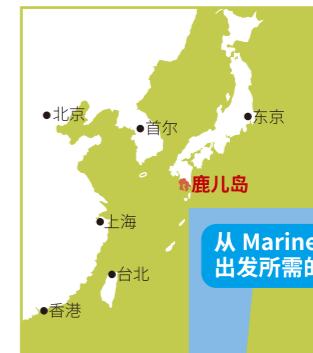 北京
首尔
东京
鹿儿岛
上海
从 Marine
出发所需的
台北
香港